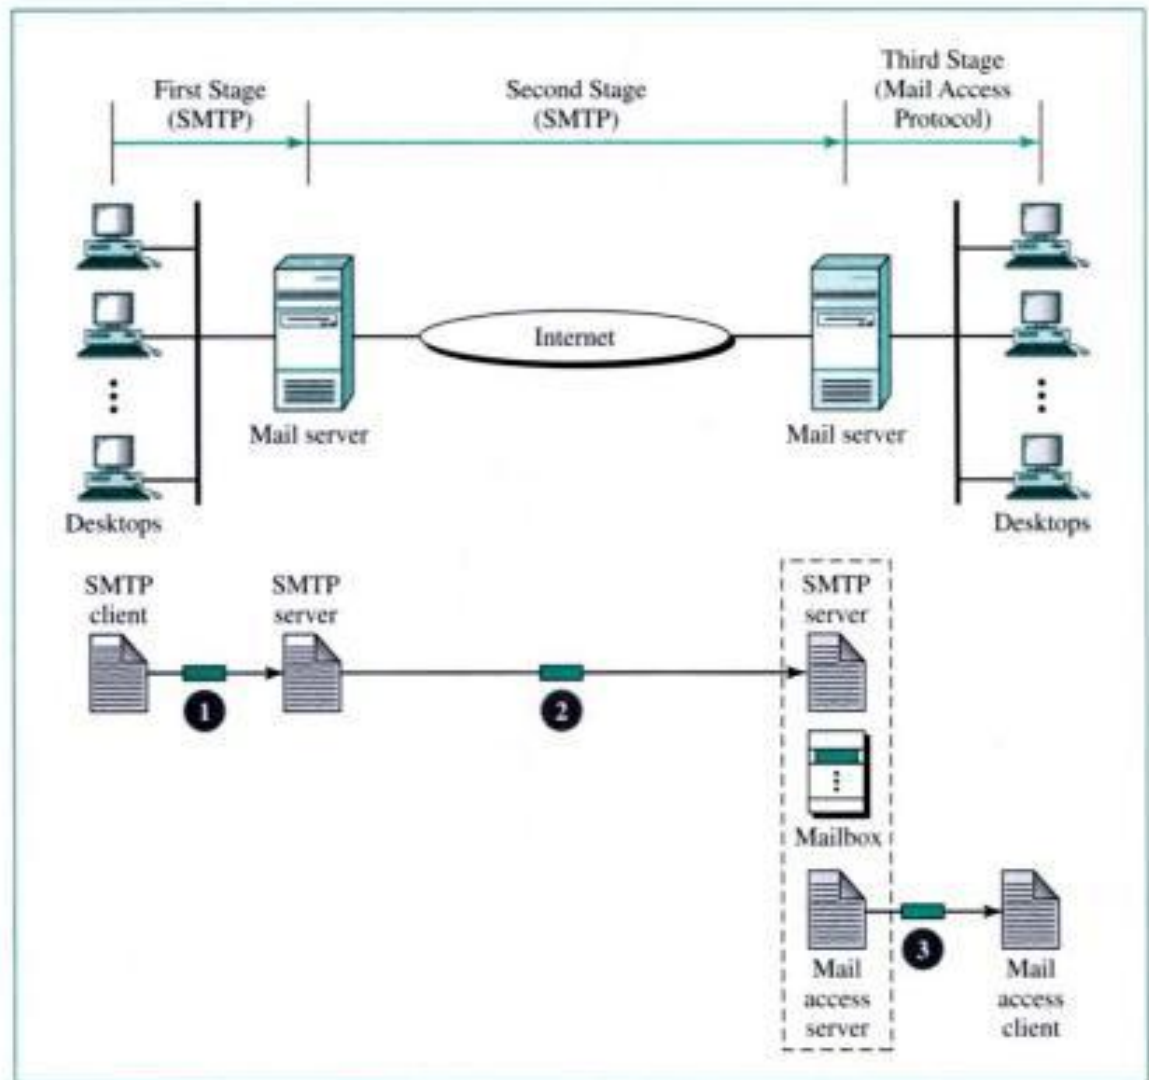 First Stage
(SMTP)
Second Stage
(SMTP)
Third Stage
(Mail Access
Protocol)
Internet
Mail server
Mail server
Desktops
Desktops
SMTP
client
SMTP
server
SMTP
server
1
2
Mailbox
3
Mail
access
server
Mail
access
client